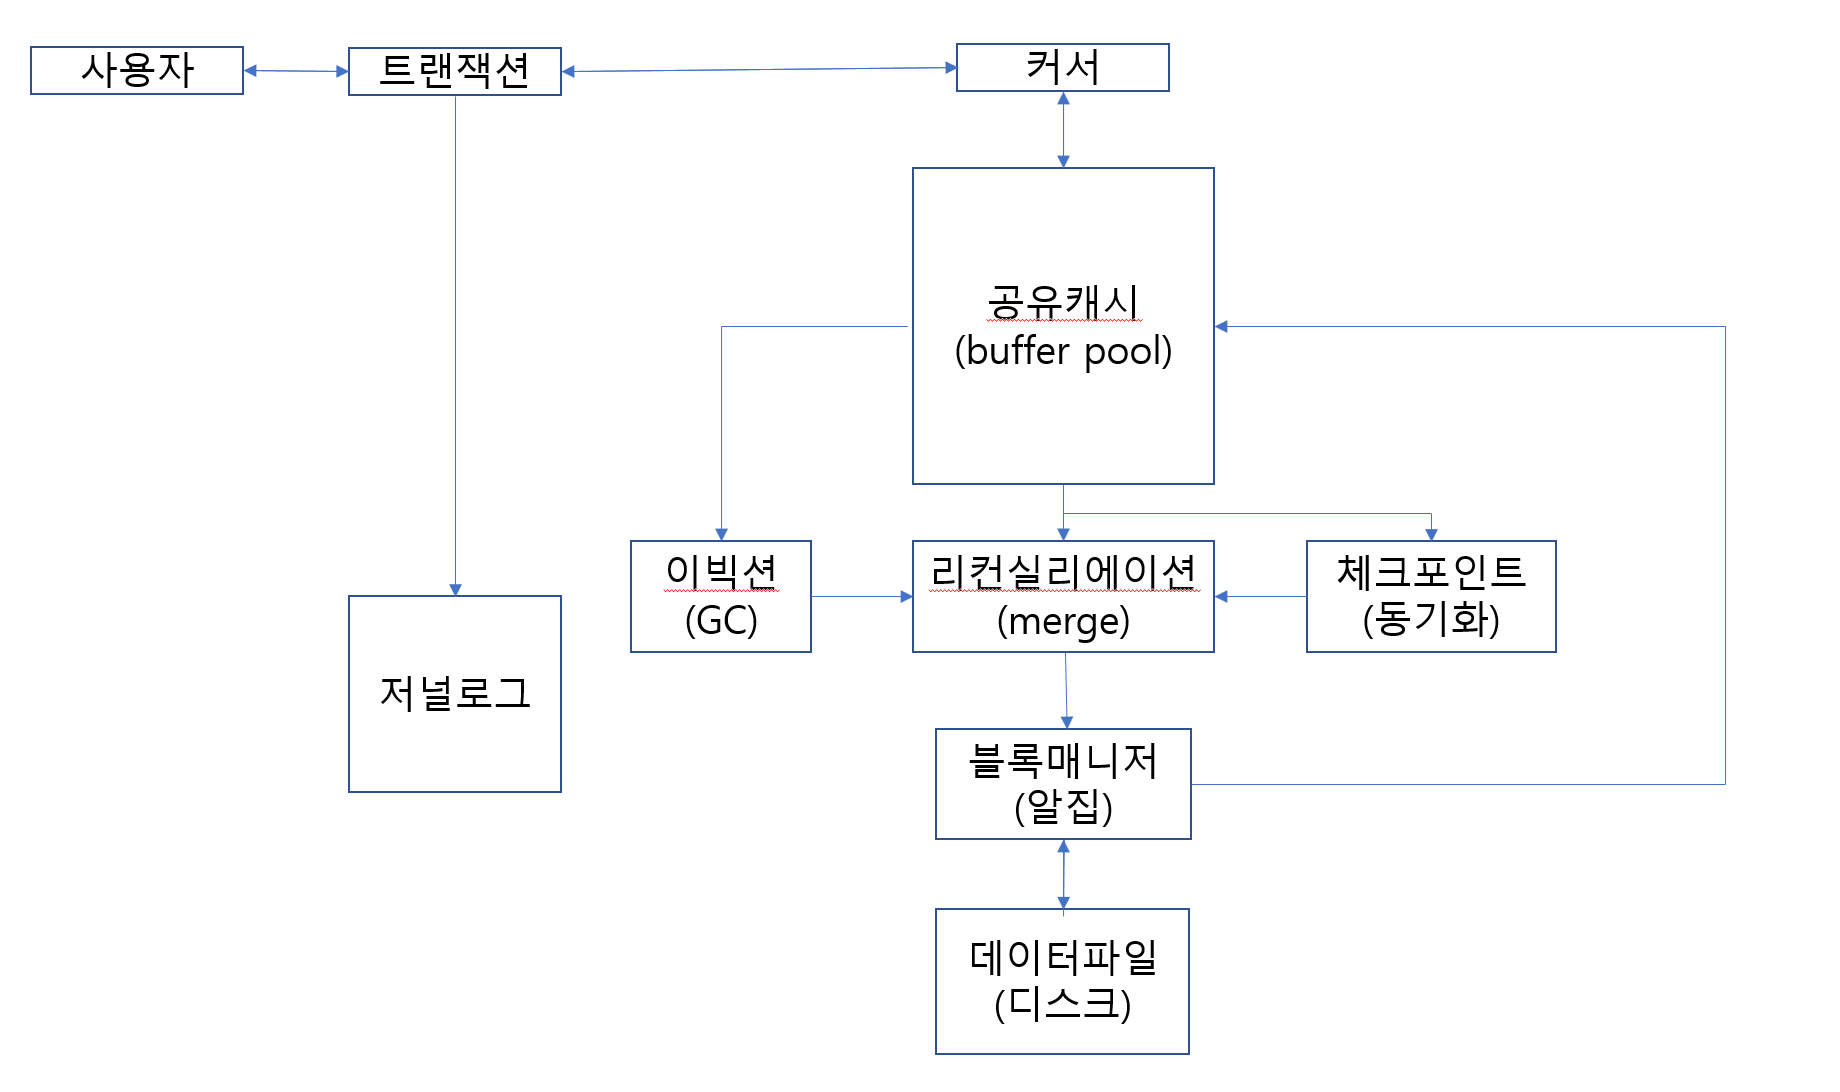 사용자
트랜잭션
커서
공유캐시
(buffer pool)
이빅션
(GC)
리컨실리에이션
(merge)
체크포인트
(동기화)
저널로그
블록매니저
(알집)
데이터파일
(디스크)